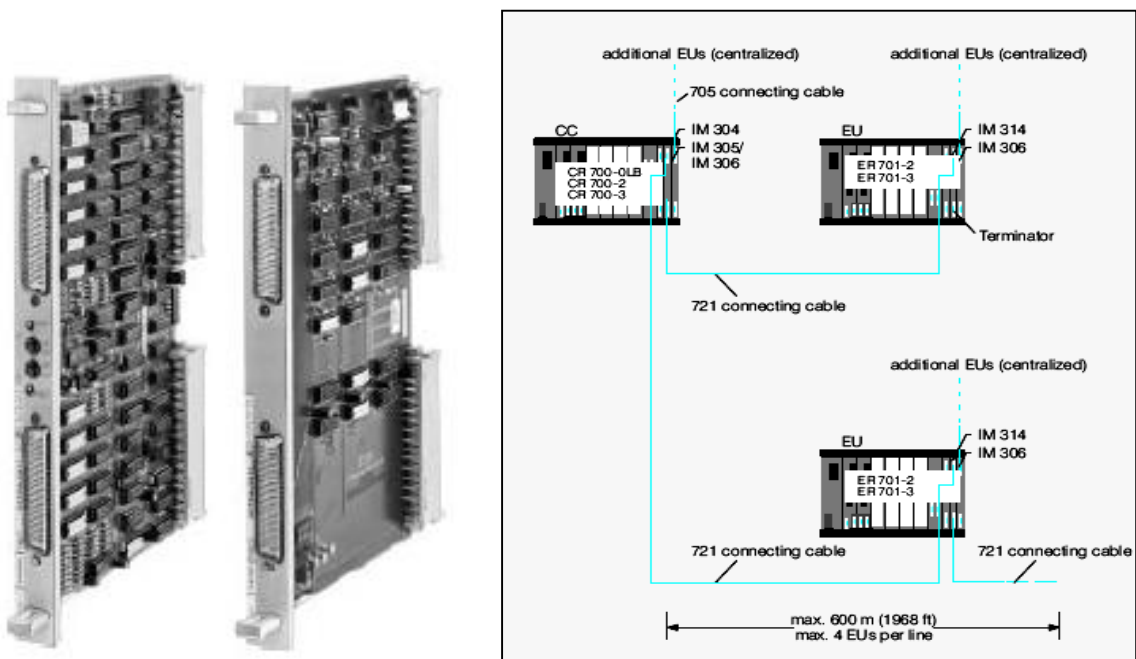 additional EUs (centralized)
additional EUs (centralized)
705 connecting cable
CC
IM 304
IM 305/
IM 306
CR 700-0LB
CR 700-2
CR 700-3
EU
IM 314
IM 306
ER 701-2
ER 701-3
Terminator
721 connecting cable
additional EUs (centralized)
EU
IM 314
IM 306
ER 701-2
ER 701-3
721 connecting cable
721 connecting cable
max. 600 m (1968 ft)
max. 4 EUs per line